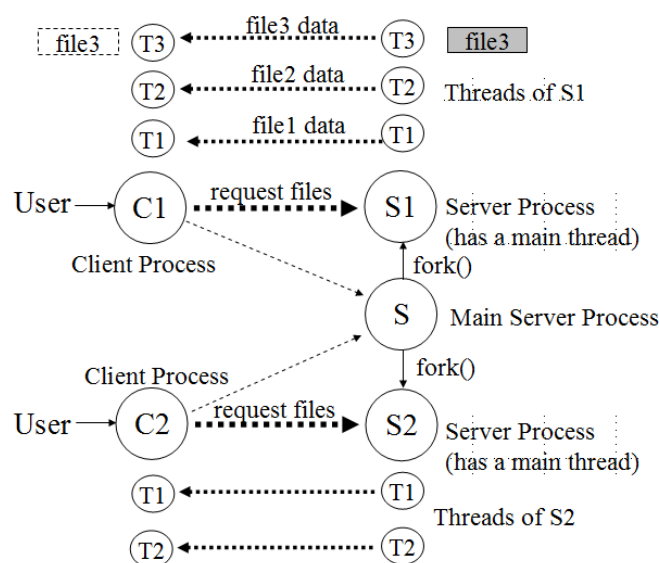 file3 T3 file3 data T3 file3
T2 file2 data T2 Threads of S1
T1 file1 data T1
User C1 request files S1 Server Process
(has a main thread)
Client Process fork()
S Main Server Process
Client Process fork()
User C2 request files S2 Server Process
(has a main thread)
T1 T1
Threads of S2
T2 T2